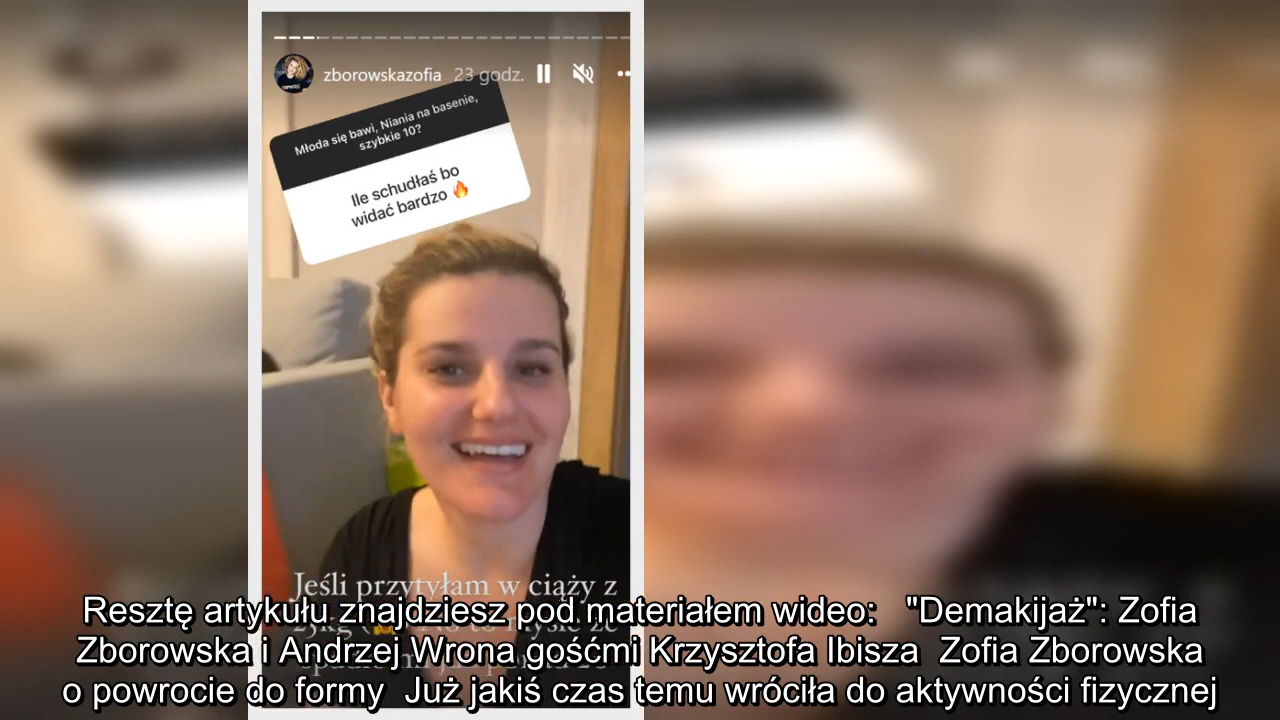 zborowskazofia 23 godz.
Młoda się bawi, Niania na basenie,
szybkie 10?
Ile schudłaś bo
widać bardzo 🔥
Jeśli przytyłam w ciąży z
Resztę artykułu znajdziesz pod materiałem wideo: "Demakijaż": Zofia
Zborowska i Andrzej Wrona gośćmi Krzysztofa Ibisza Zofia Zborowska
o powrocie do formy Już jakiś czas temu wróciła do aktywności fizycznej